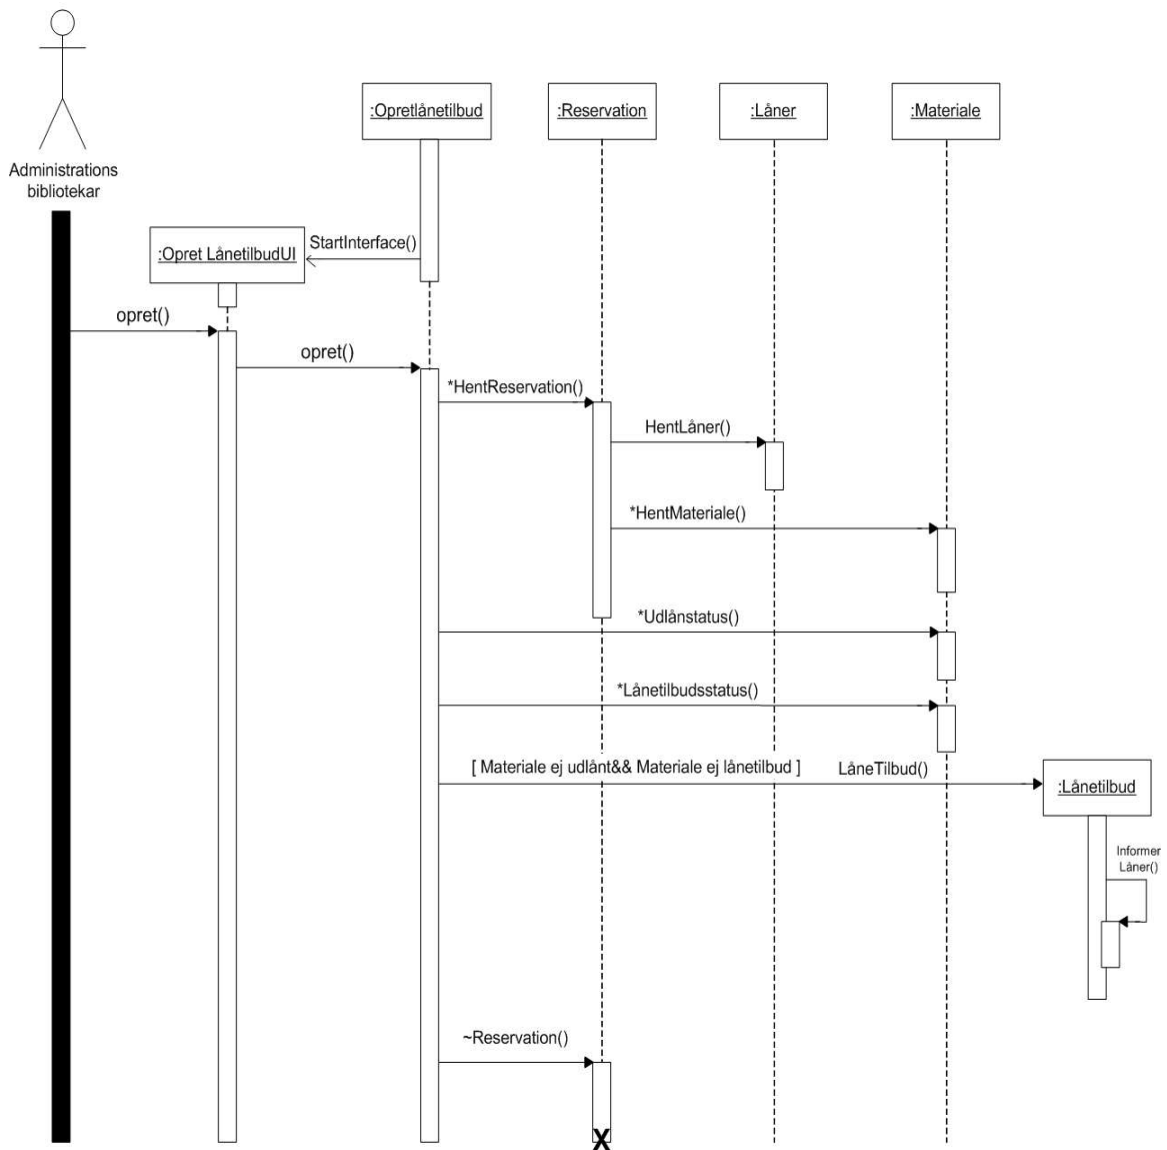 :Opretlånetilbud
:Reservation
:Låner
:Materiale
Administrations
bibliotekar
:Opret LånetilbudUI
StartInterface()
opret()
opret()
*HentReservation()
HentLåner()
*HentMateriale()
*Udlånstatus()
*Lånetilbudsstatus()
[ Materiale ej udlånt&& Materiale ej lånetilbud ]
LåneTilbud()
:Lånetilbud
Informer
Låner()
~Reservation()
X